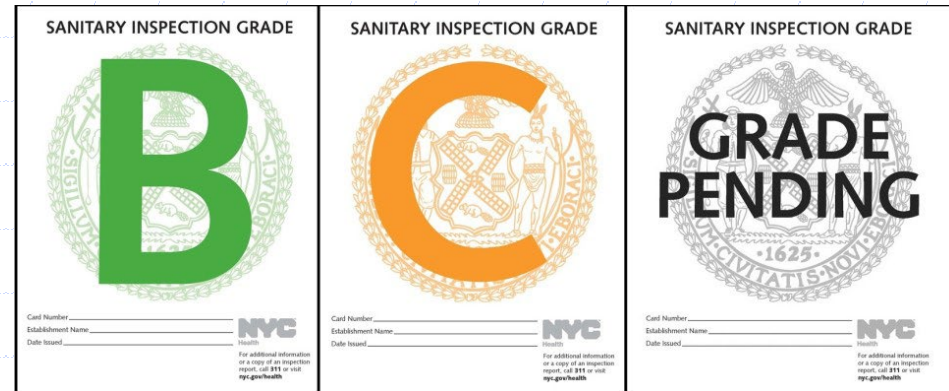 SANITARY INSPECTION GRADE
B
Card Number
Establishment Name
Date Issued
NYC
Health
For additional information
or a copy of an inspection
report, call 311 or visit
nyc.gov/health
SANITARY INSPECTION GRADE
C
EBORACI
Card Number
Establishment Name
Date Issued
NYC
Health
For additional information
or a copy of an inspection
report, call 311 or visit
nyc.gov/health
SANITARY INSPECTION GRADE
GRADE
PENDING
·1625·
CIVITATIS·NOVI
Card Number
Establishment Name
Date Issued
NYC
Health
For additional information
or a copy of an inspection
report, call 311 or visit
nyc.gov/health